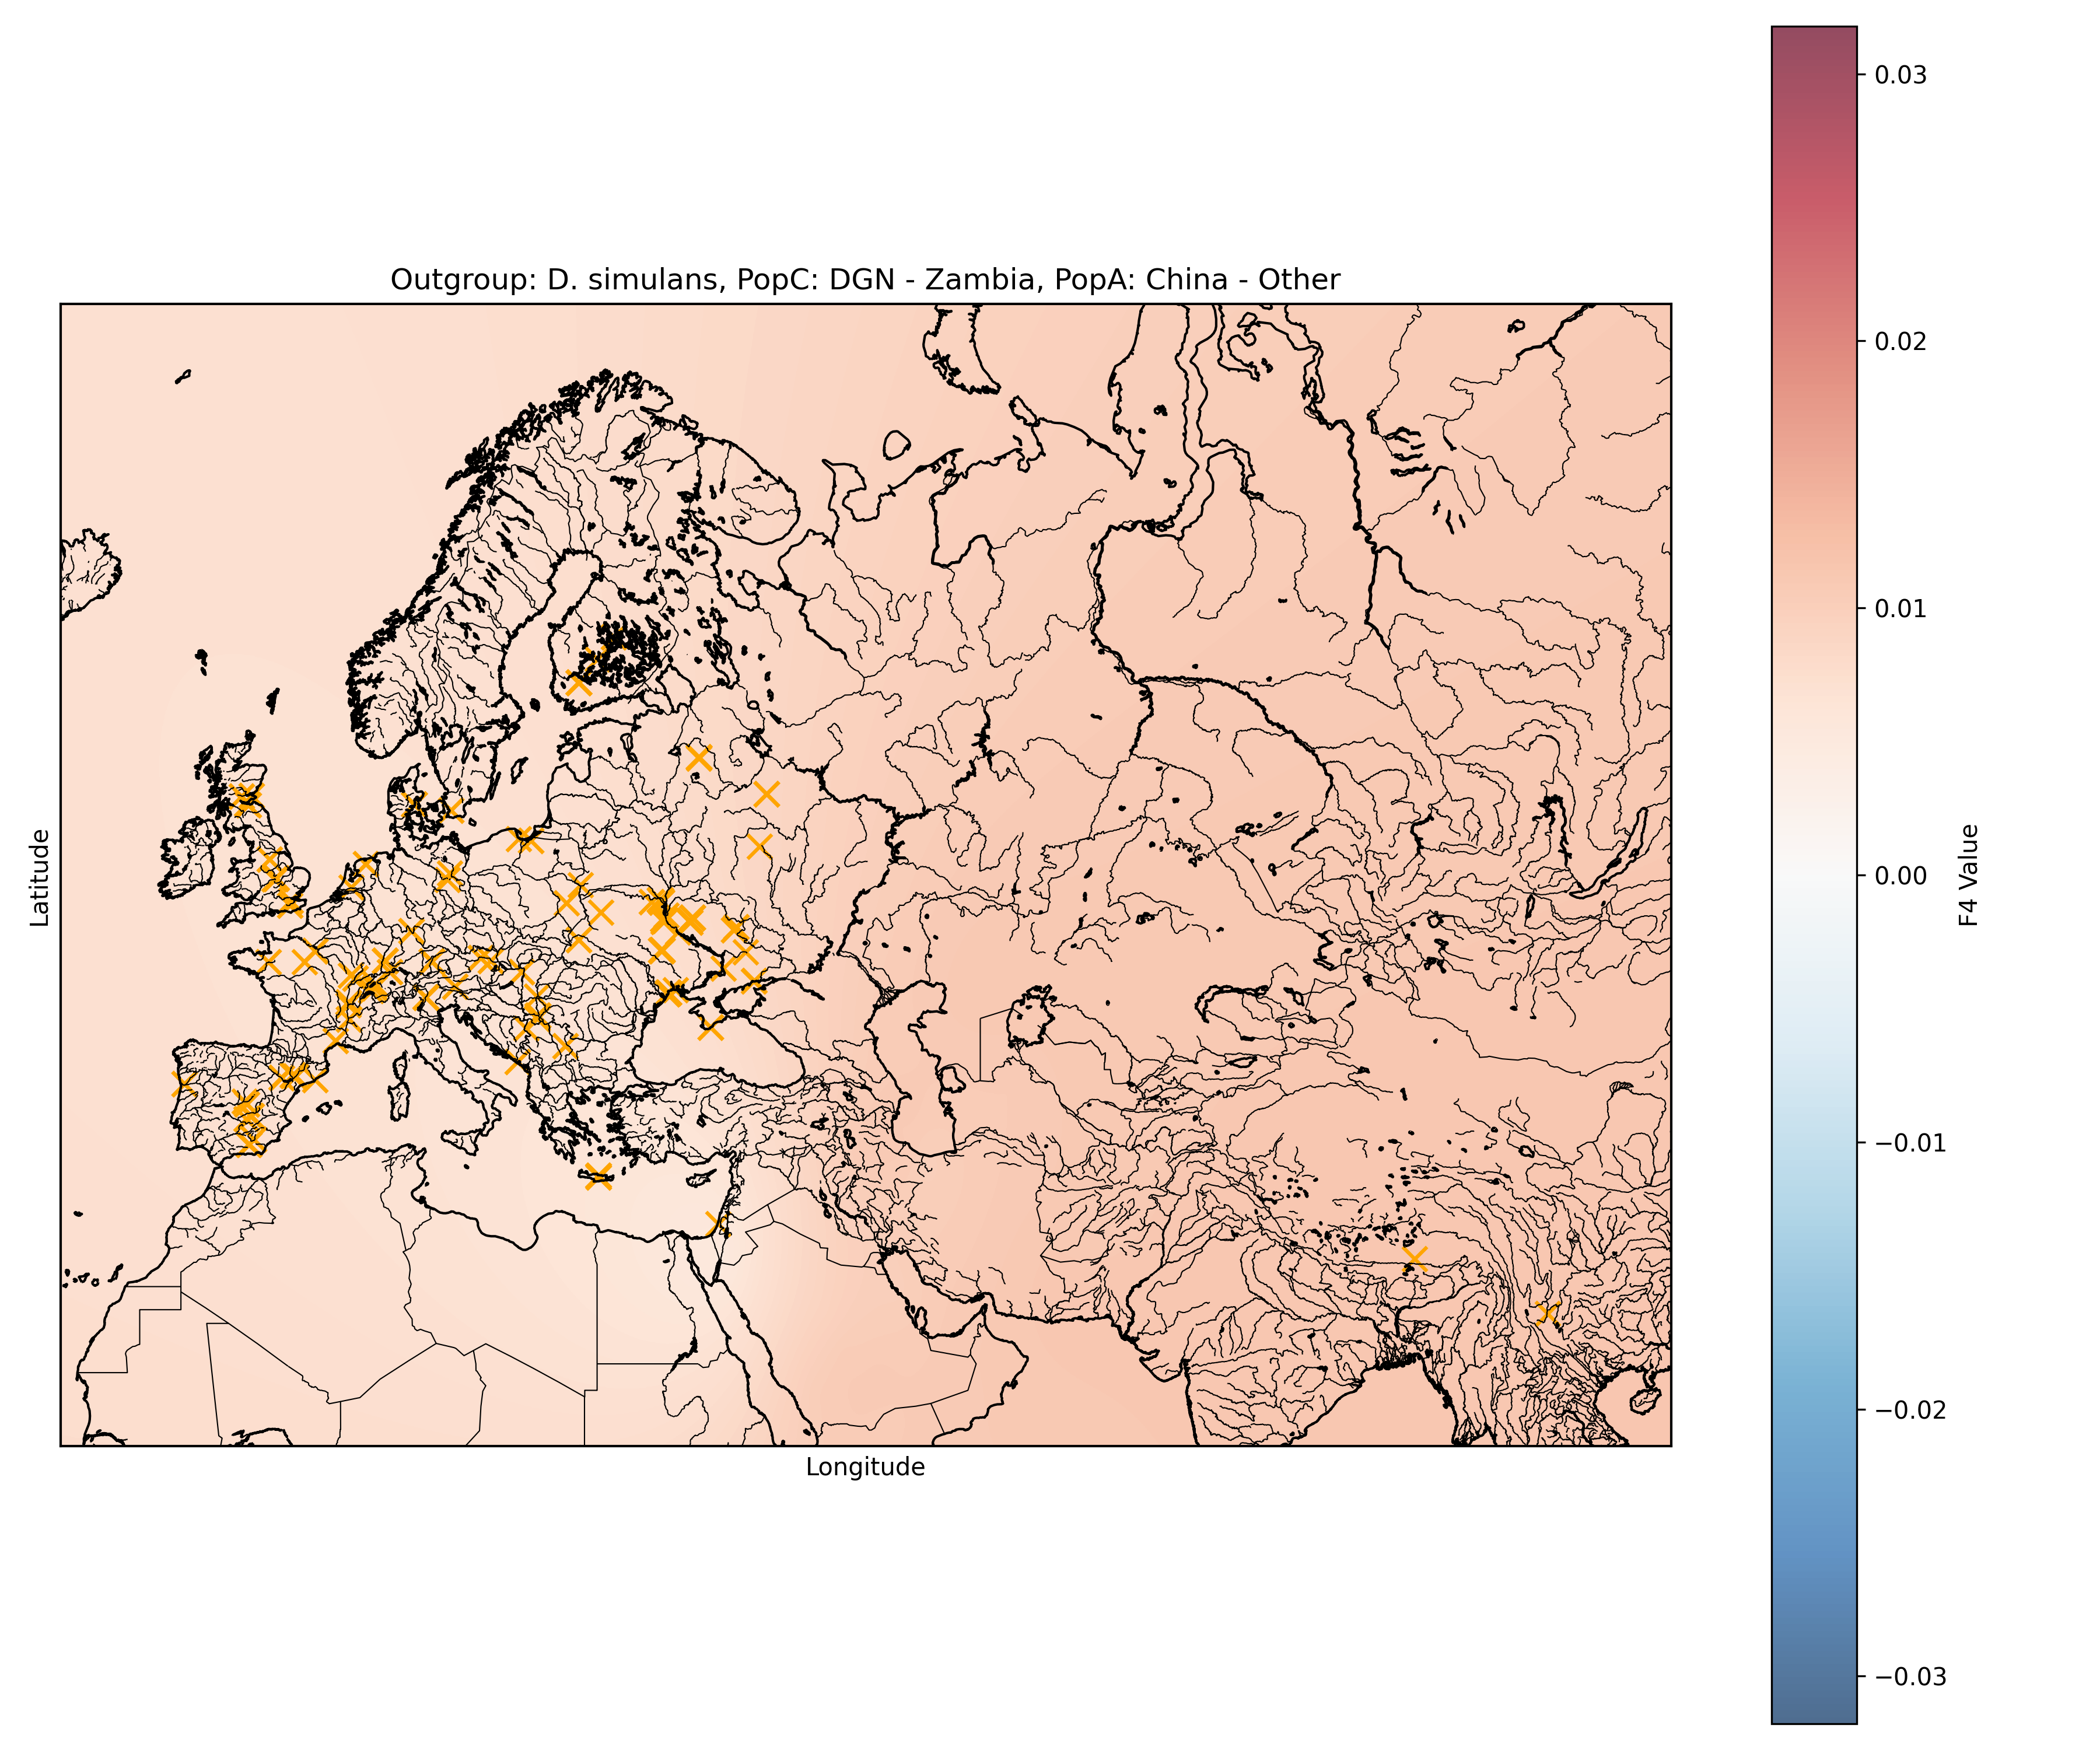 Outgroup: D. simulans, PopC: DGN - Zambia, PopA: China - Other
Latitude
Longitude
0.03
0.02
0.01
0.00
−0.01
−0.02
−0.03
F4 Value